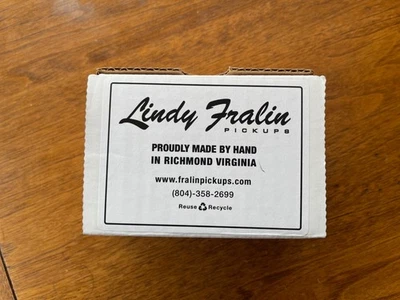 Lindy Fralin
PICKUPS
PROUDLY MADE BY HAND
IN RICHMOND VIRGINIA
www.fralinpickups.com
(804)-358-2699
Reuse Recycle